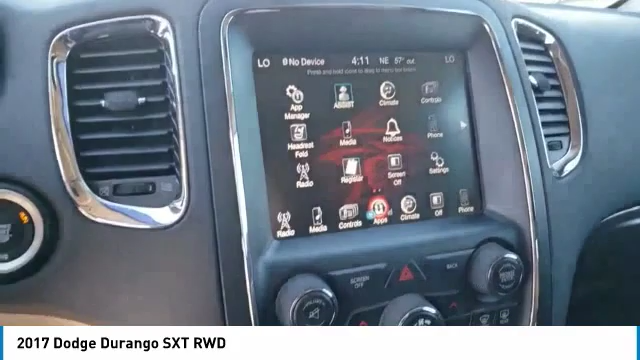 LO No Device 4:11 NE 57° out LO
Press and hold icons to drag to menu bar below.
App Manager ASSIST Climate Controls
Headrest Fold Media Notices Phone
Radio Register Screen Off Settings
Radio Media Controls Apps Climate Off Phone
SCREEN OFF BACK
2017 Dodge Durango SXT RWD